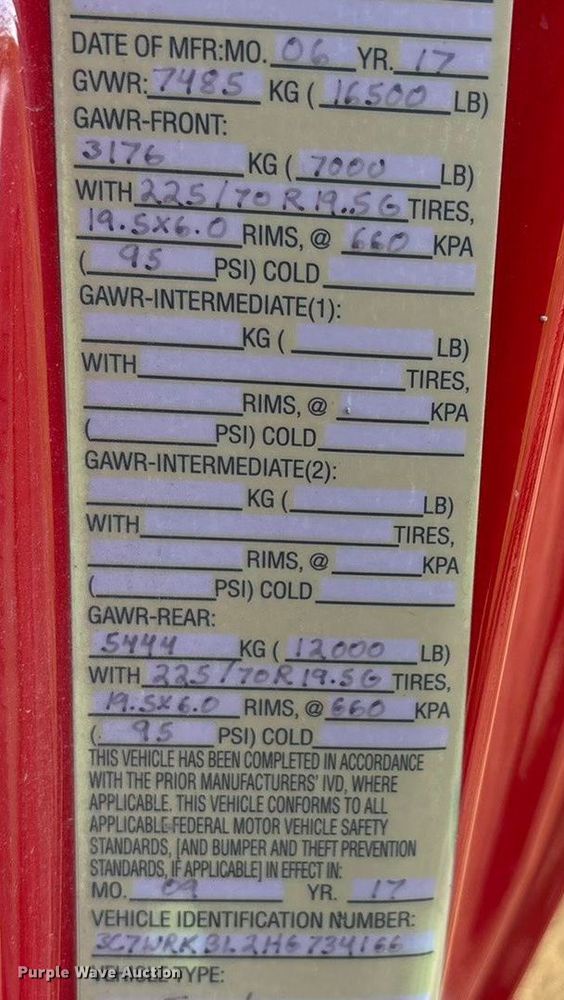 DATE OF MFR:MO. 06 YR. 17
GVWR: 7485 KG ( 16500 LB)
GAWR-FRONT:
3176 KG ( 7000 LB)
WITH 225/70 R 19.5 G TIRES,
19.5X6.0 RIMS, @ 660 KPA
( 95 PSI) COLD
GAWR-INTERMEDIATE(1):
KG ( LB)
WITH TIRES,
RIMS, @ KPA
( PSI) COLD
GAWR-INTERMEDIATE(2):
KG ( LB)
WITH TIRES,
RIMS, @ KPA
( PSI) COLD
GAWR-REAR:
5444 KG ( 12000 LB)
WITH 225/70R19.5G TIRES,
19.5X6.0 RIMS, @ 660 KPA
( 95 PSI) COLD
THIS VEHICLE HAS BEEN COMPLETED IN ACCORDANCE
WITH THE PRIOR MANUFACTURERS' IVD, WHERE
APPLICABLE. THIS VEHICLE CONFORMS TO ALL
APPLICABLE FEDERAL MOTOR VEHICLE SAFETY
STANDARDS, [AND BUMPER AND THEFT PREVENTION
STANDARDS, IF APPLICABLE] IN EFFECT IN:
MO. 09 YR. 17
VEHICLE IDENTIFICATION NUMBER:
3C7WRKBL2HG734166
VEHICLE TYPE:
Purple Wave Auction